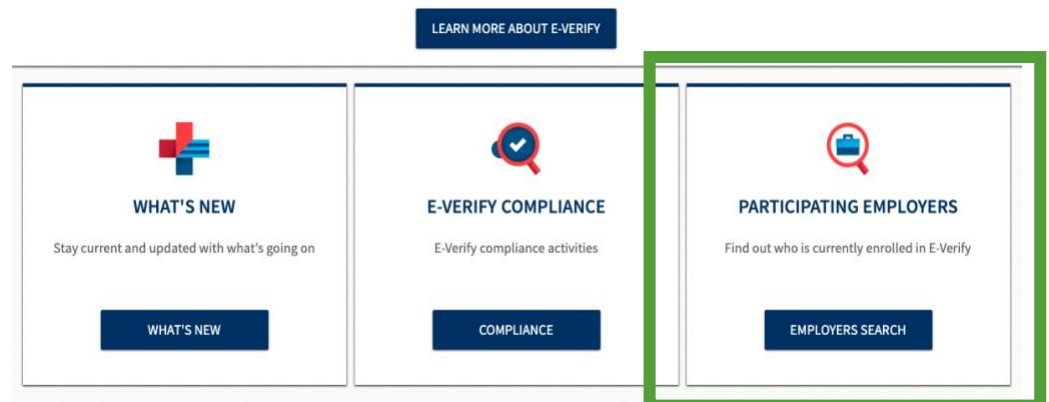 LEARN MORE ABOUT E-VERIFY
WHAT'S NEW
Stay current and updated with what's going on
WHAT'S NEW
E-VERIFY COMPLIANCE
E-Verify compliance activities
COMPLIANCE
PARTICIPATING EMPLOYERS
Find out who is currently enrolled in E-Verify
EMPLOYERS SEARCH